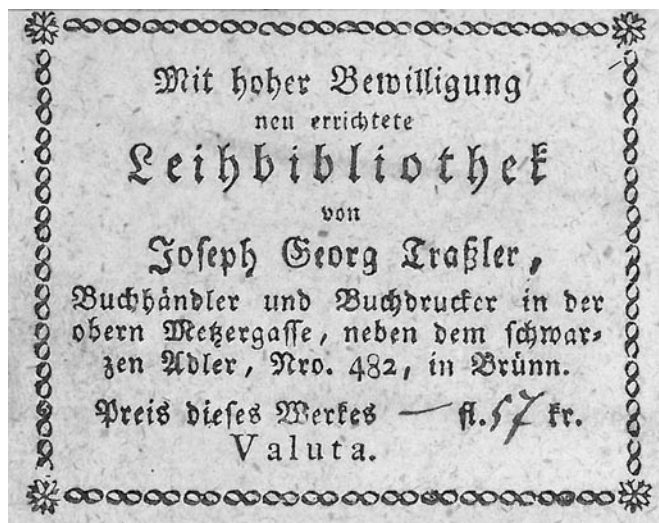 Mit hoher Bewilligung
neu errichtete
Leihbibliothek
von
Joseph Georg Traßler,
Buchhändler und Buchdrucker in der
obern Metzergasse, neben dem schwar-
zen Adler, Nro. 482, in Brünn.
Preis dieses Werkes — fl. 57 kr.
Valuta.